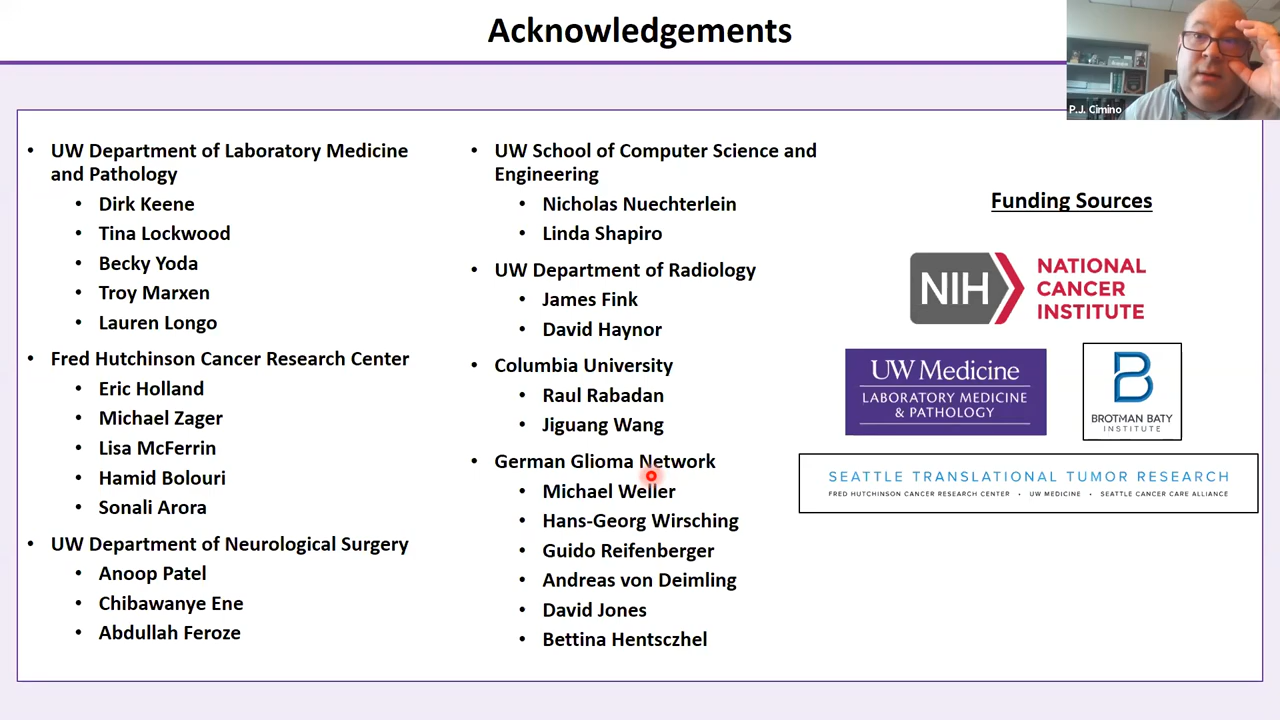 Acknowledgements
P.J. Cimino
UW Department of Laboratory Medicine
and Pathology
Dirk Keene
Tina Lockwood
Becky Yoda
Troy Marxen
Lauren Longo
Fred Hutchinson Cancer Research Center
Eric Holland
Michael Zager
Lisa McFerrin
Hamid Bolouri
Sonali Arora
UW Department of Neurological Surgery
Anoop Patel
Chibawanye Ene
Abdullah Feroze
UW School of Computer Science and
Engineering
Nicholas Nuechterlein
Linda Shapiro
UW Department of Radiology
James Fink
David Haynor
Columbia University
Raul Rabadan
Jiguang Wang
German Glioma Network
Michael Weller
Hans-Georg Wirsching
Guido Reifenberger
Andreas von Deimling
David Jones
Bettina Hentsczhel
Funding Sources
NIH
NATIONAL
CANCER
INSTITUTE
UW Medicine
LABORATORY MEDICINE
& PATHOLOGY
BROTMAN BATY
INSTITUTE
SEATTLE TRANSLATIONAL TUMOR RESEARCH
FRED HUTCHINSON CANCER RESEARCH CENTER • UW MEDICINE • SEATTLE CANCER CARE ALLIANCE